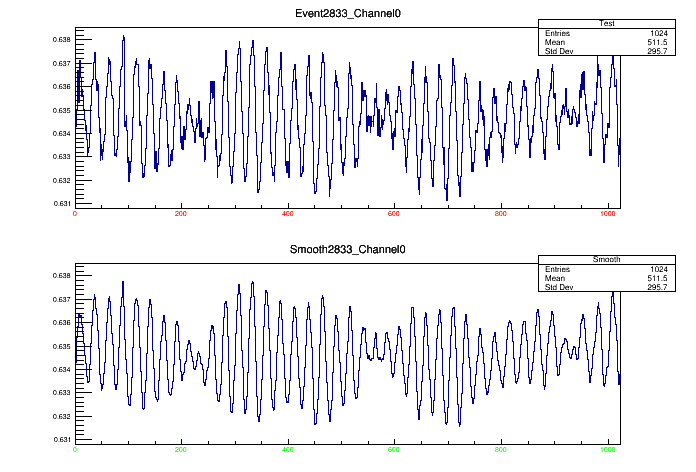 Event2833_Channel0
Test
Entries 1024
Mean 511.5
Std Dev 295.7
0.638
0.637
0.636
0.635
0.634
0.633
0.632
0.631
0 200 400 600 800 1000
Smooth2833_Channel0
Smooth
Entries 1024
Mean 511.5
Std Dev 295.7
0.638
0.637
0.636
0.635
0.634
0.633
0.632
0.631
0 200 400 600 800 1000